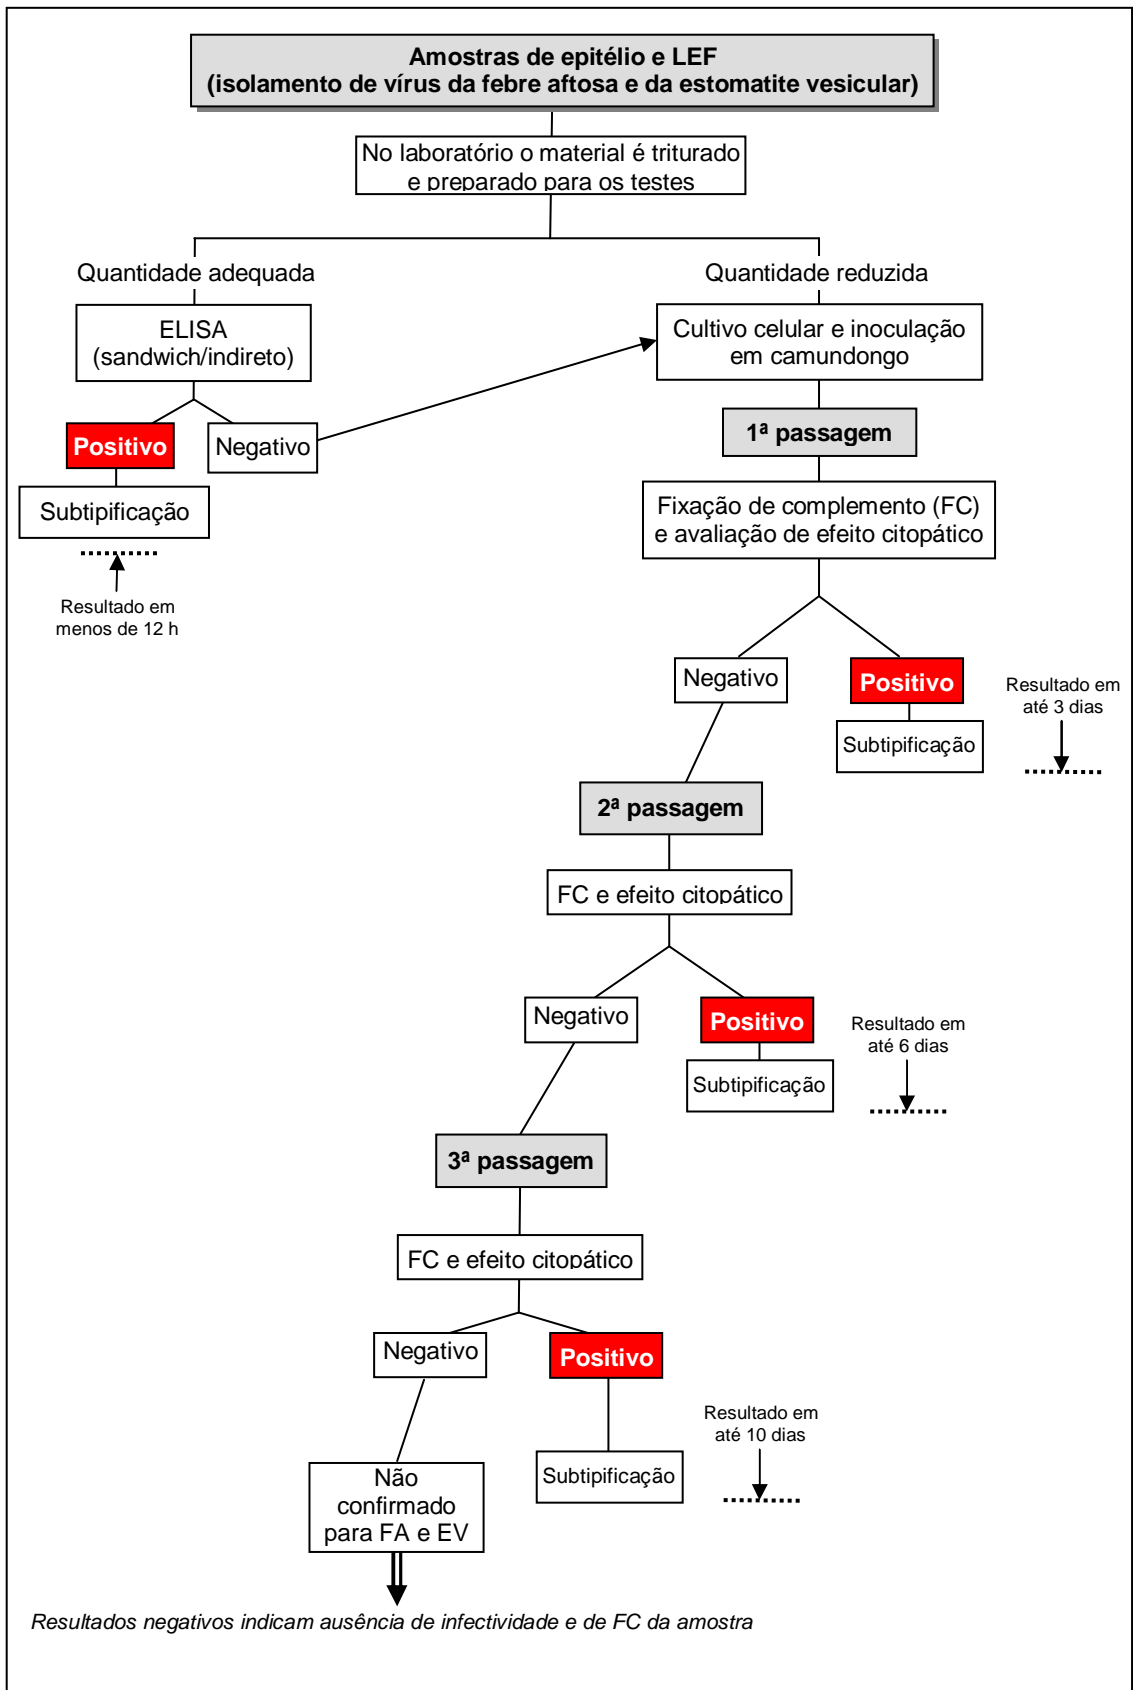 Amostras de epitélio e LEF
(isolamento de vírus da febre aftosa e da estomatite vesicular)
No laboratório o material é triturado
e preparado para os testes
Quantidade adequada
Quantidade reduzida
ELISA
(sandwich/indireto)
Cultivo celular e inoculação
em camundongo
Positivo
Negativo
1ª passagem
Subtipificação
Fixação de complemento (FC)
e avaliação de efeito citopático
Resultado em
menos de 12 h
Negativo
Positivo
Resultado em
até 3 dias
Subtipificação
2ª passagem
FC e efeito citopático
Negativo
Positivo
Resultado em
até 6 dias
Subtipificação
3ª passagem
FC e efeito citopático
Negativo
Positivo
Resultado em
até 10 dias
Subtipificação
Não
confirmado
para FA e EV
Resultados negativos indicam ausência de infectividade e de FC da amostra